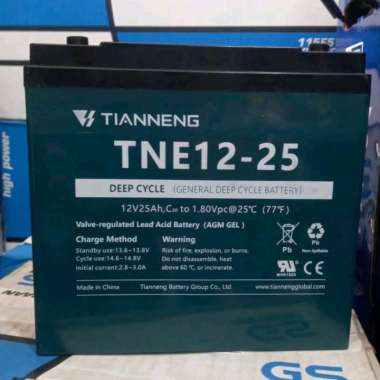 TIANNENG
TNE12-25
DEEP CYCLE (GENERAL DEEP CYCLE BATTERY)
12V25Ah,C₂₀ to 1.80Vpc@25℃ (77℉)
Valve-regulated Lead Acid Battery (AGM GEL)
Charge Method
Standby use:13.6~13.8V
Cycle use:14.6~14.8V
Initial current:2.8~3.0A
Warning
Risk of fire, explosion, or burns.
Do not disassemble, heat
above 60 ℃, or incinerate.
Pb
Pb
MH61805
Made in China
Tianneng Battery Group Co., Ltd
www.tiannengglobal.com
high power
GS